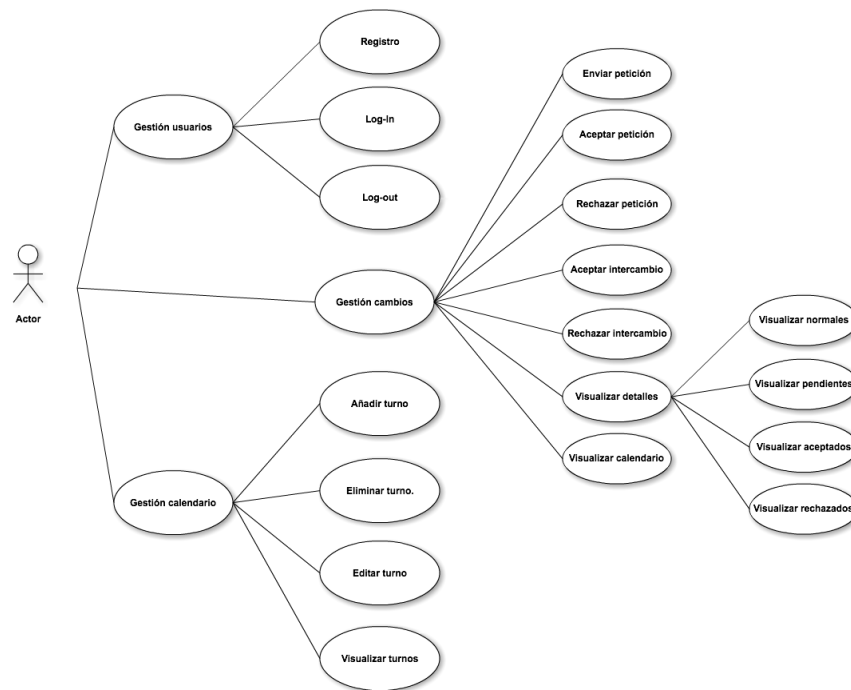 Registro
Gestión usuarios
Log-In
Log-out
Actor
Gestión cambios
Enviar petición
Aceptar petición
Rechazar petición
Aceptar intercambio
Rechazar intercambio
Visualizar detalles
Visualizar calendario
Visualizar normales
Visualizar pendientes
Visualizar aceptados
Visualizar rechazados
Gestión calendario
Añadir turno
Eliminar turno.
Editar turno
Visualizar turnos